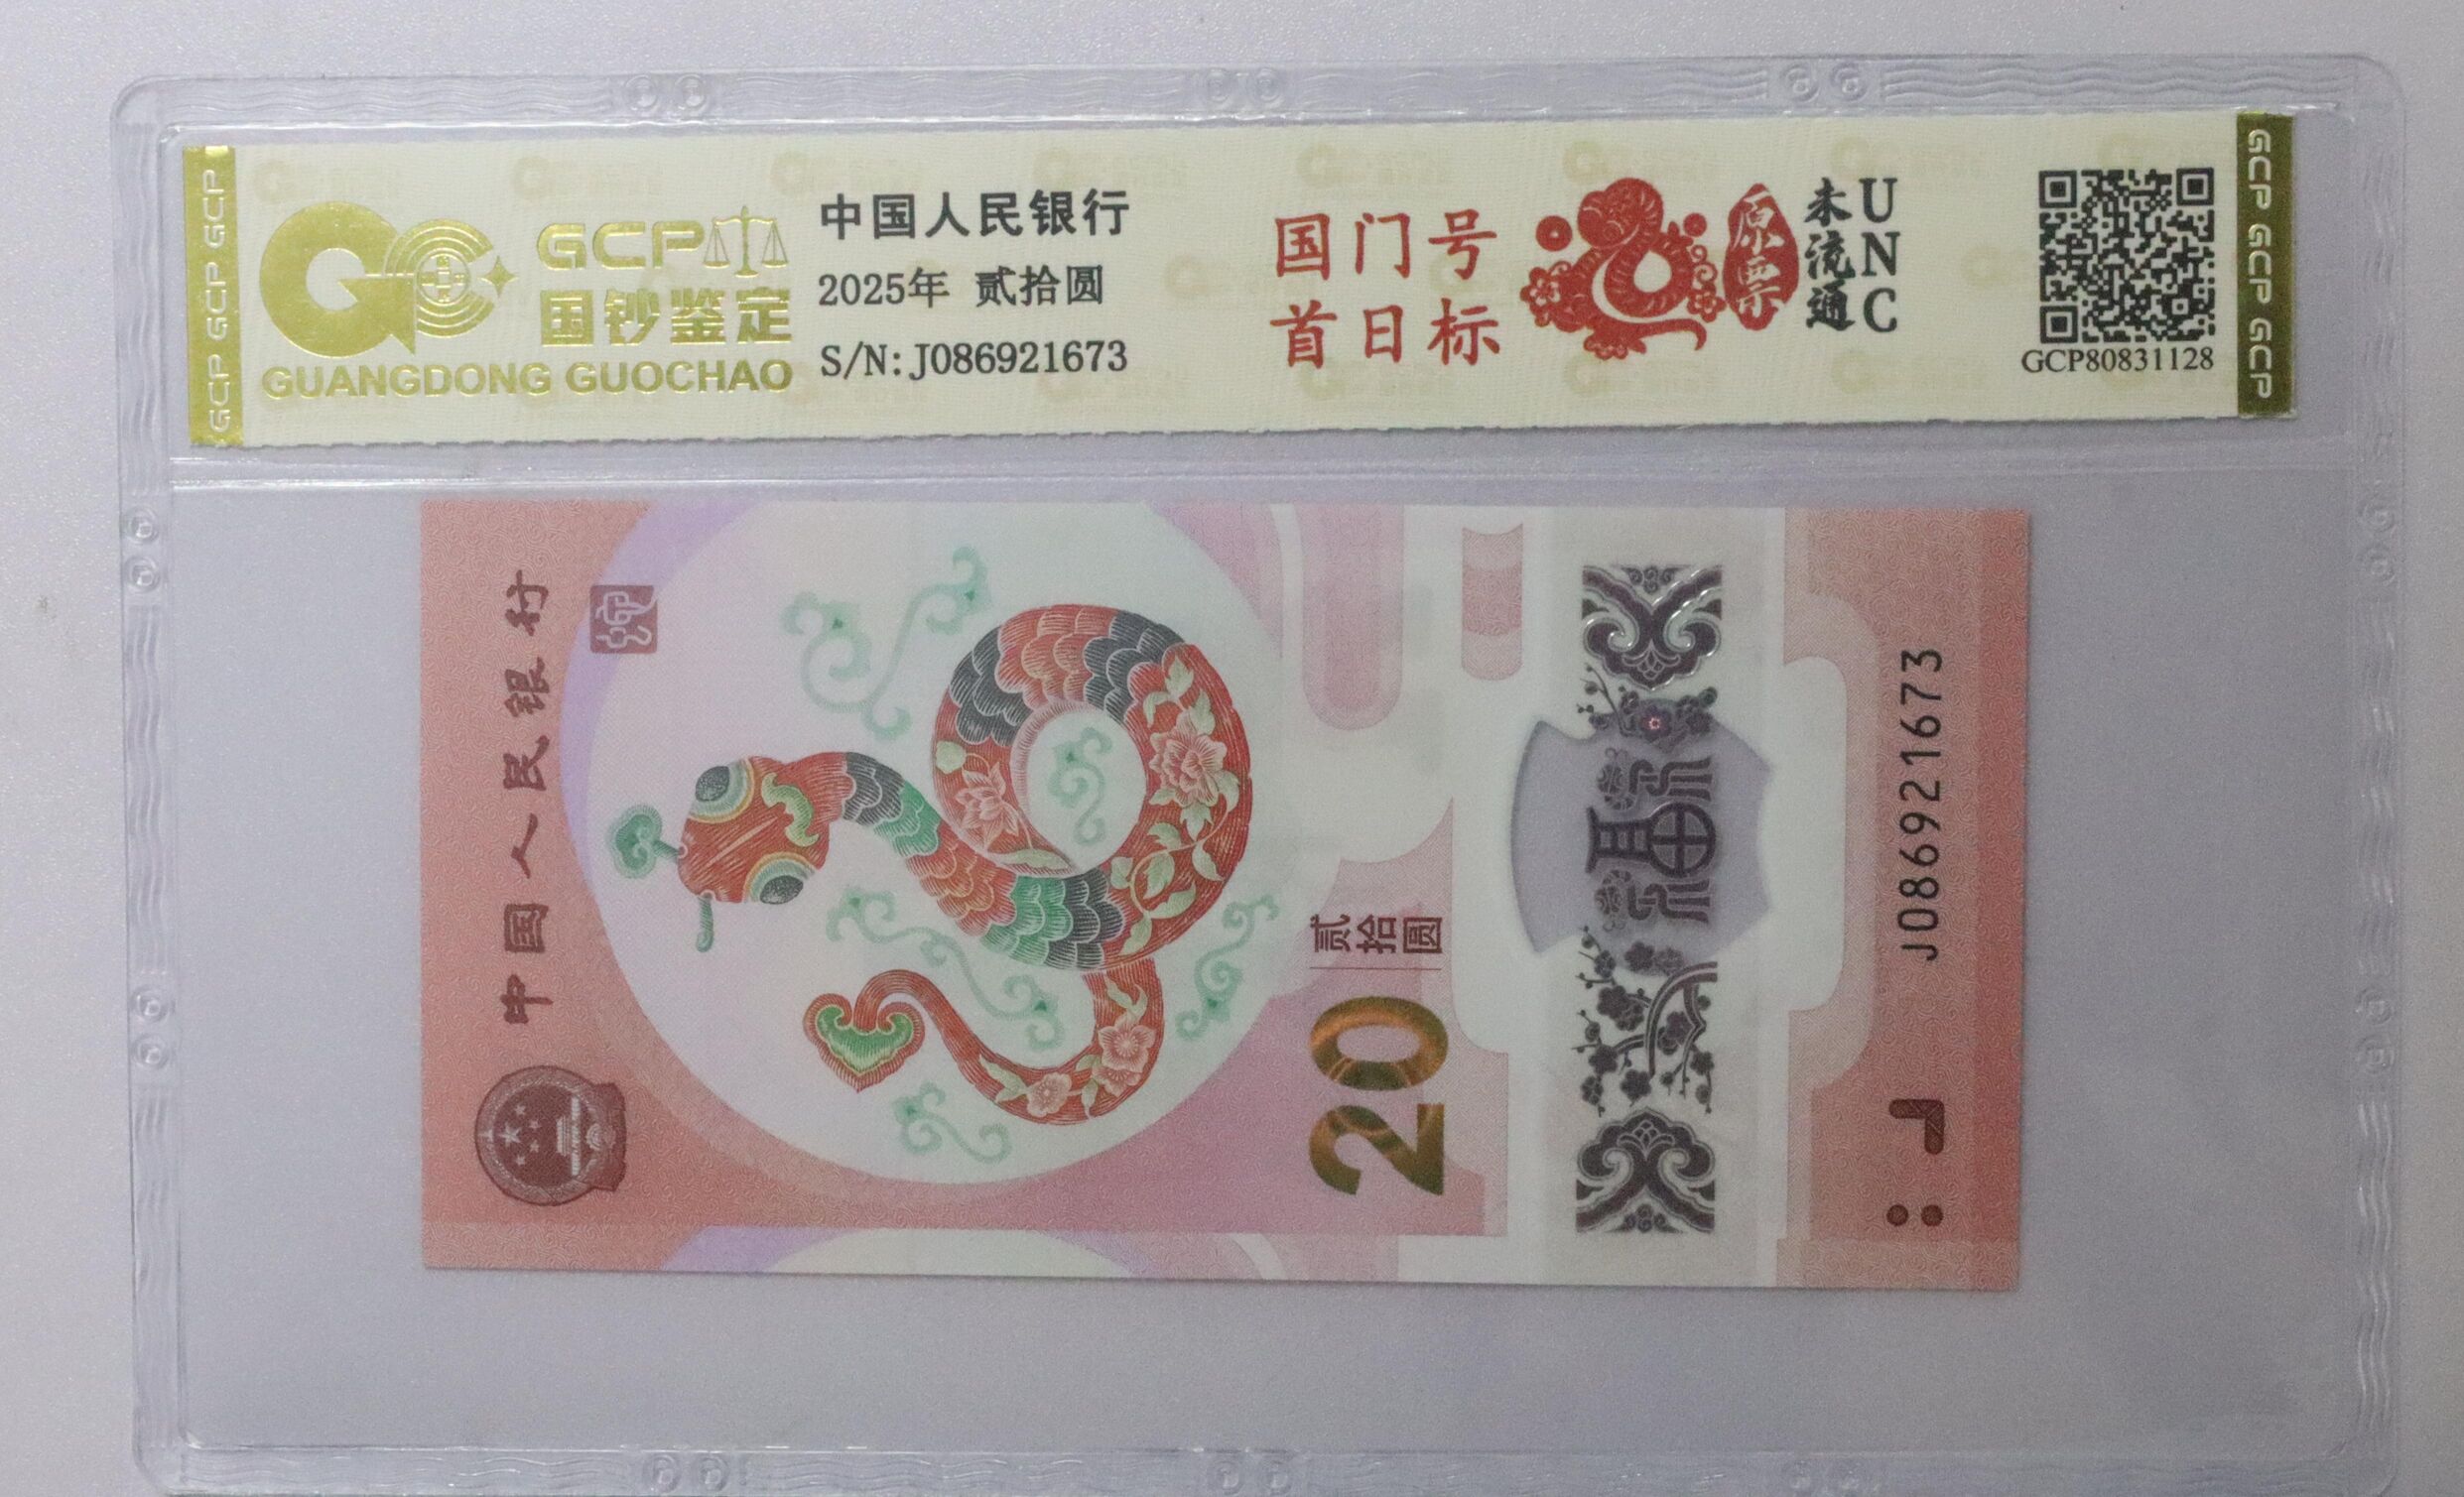 GCP GCP GCP
GCP
国钞鉴定
GUANGDONG GUOCHAO
中国人民银行
2025年 贰拾圆
S/N:J086921673
国门号
首日标
原票
未流通
UNC
GCP80831128
GCP GCP GCP
中国人民银行
贰拾圆
20
福
J086921673